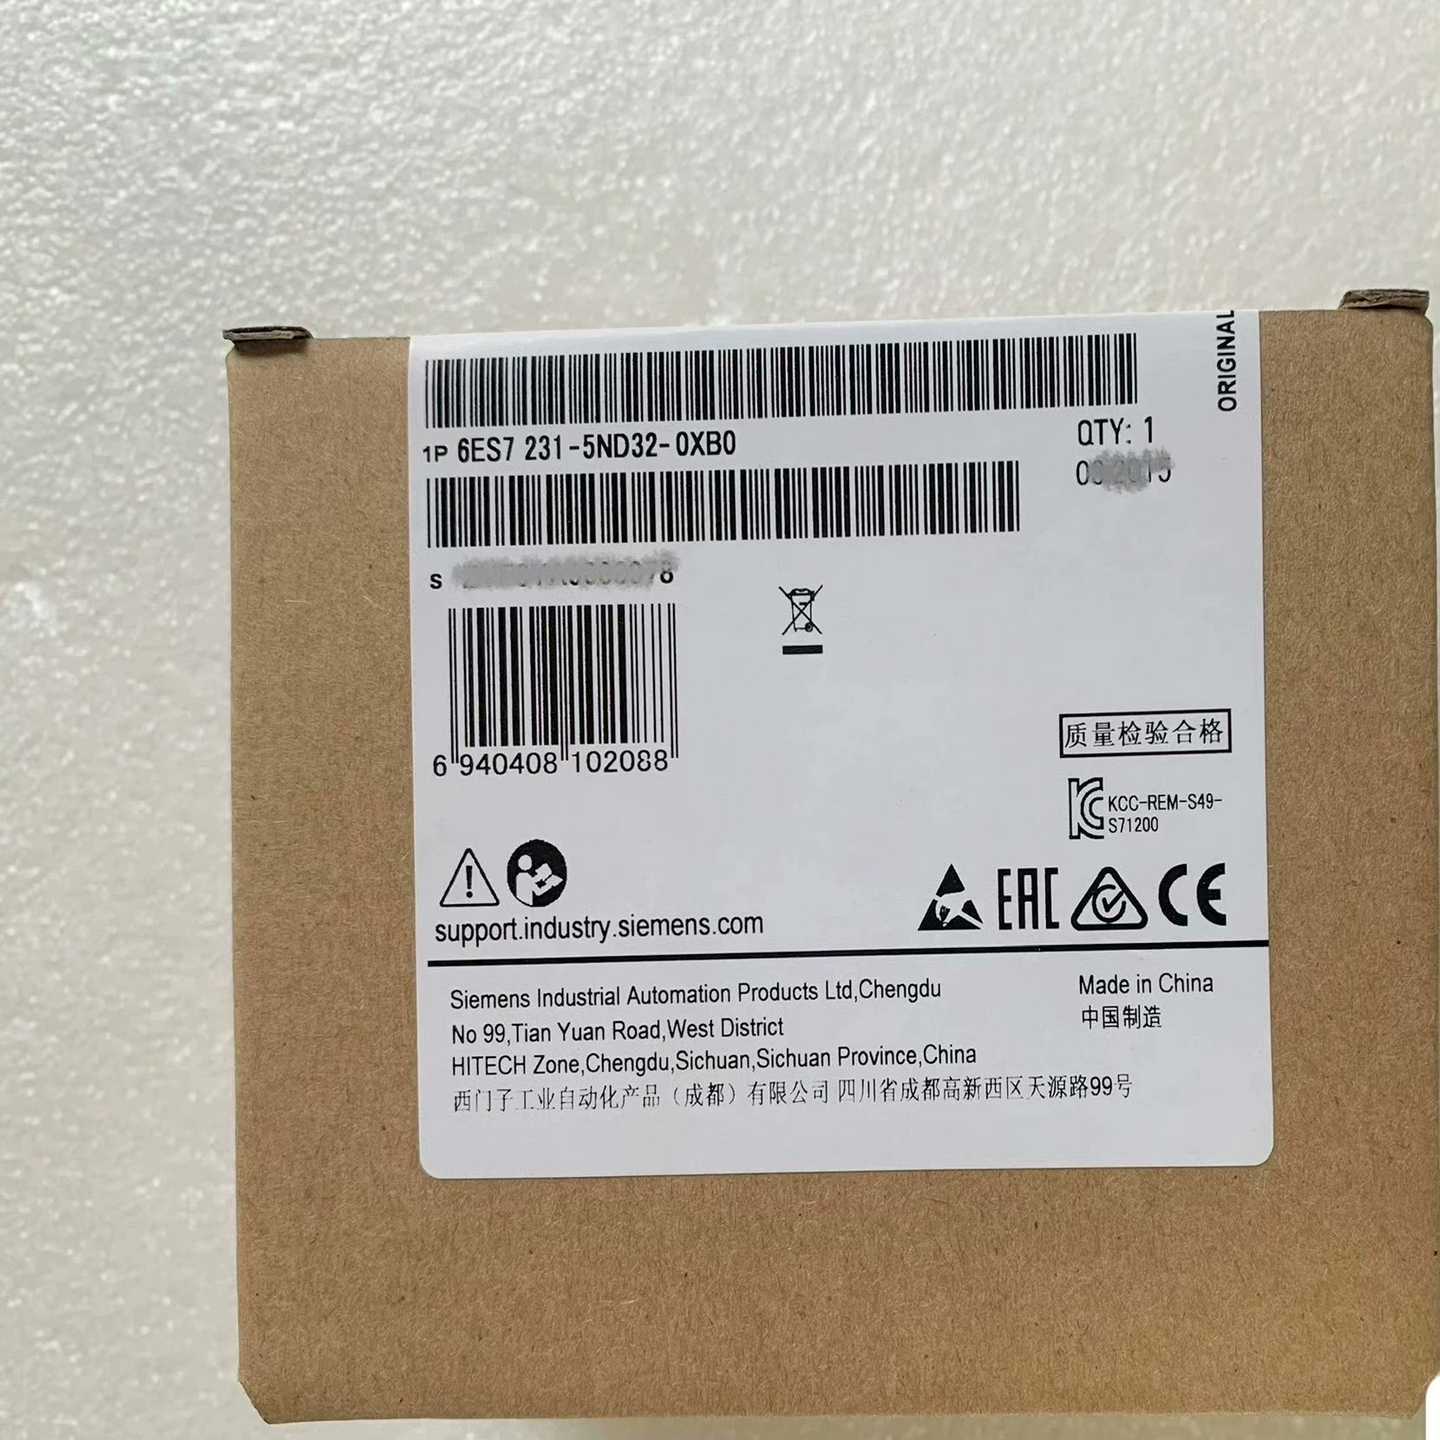 ORIGINAL
1P 6ES7 231-5ND32-0XB0
QTY: 1
S
6 940408 102088
质量检验合格
KCC-REM-S49-
S71200
support.industry.siemens.com
EAC
CE
Siemens Industrial Automation Products Ltd,Chengdu
No 99,Tian Yuan Road,West District
HITECH Zone,Chengdu,Sichuan,Sichuan Province,China
西门子工业自动化产品（成都）有限公司 四川省成都高新西区天源路99号
Made in China
中国制造